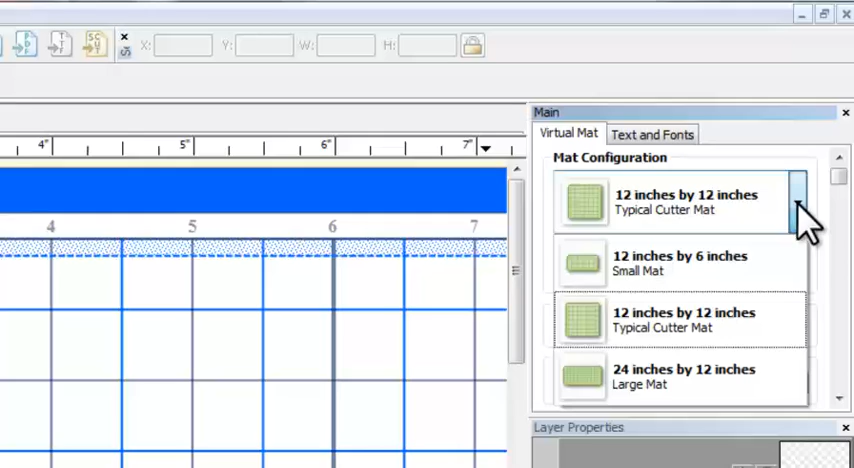 X:
Y:
W:
H:
Main
Virtual Mat
Text and Fonts
4"
5"
6"
7"
Mat Configuration
12 inches by 12 inches
Typical Cutter Mat
4
5
6
7
12 inches by 6 inches
Small Mat
12 inches by 12 inches
Typical Cutter Mat
24 inches by 12 inches
Large Mat
Layer Properties